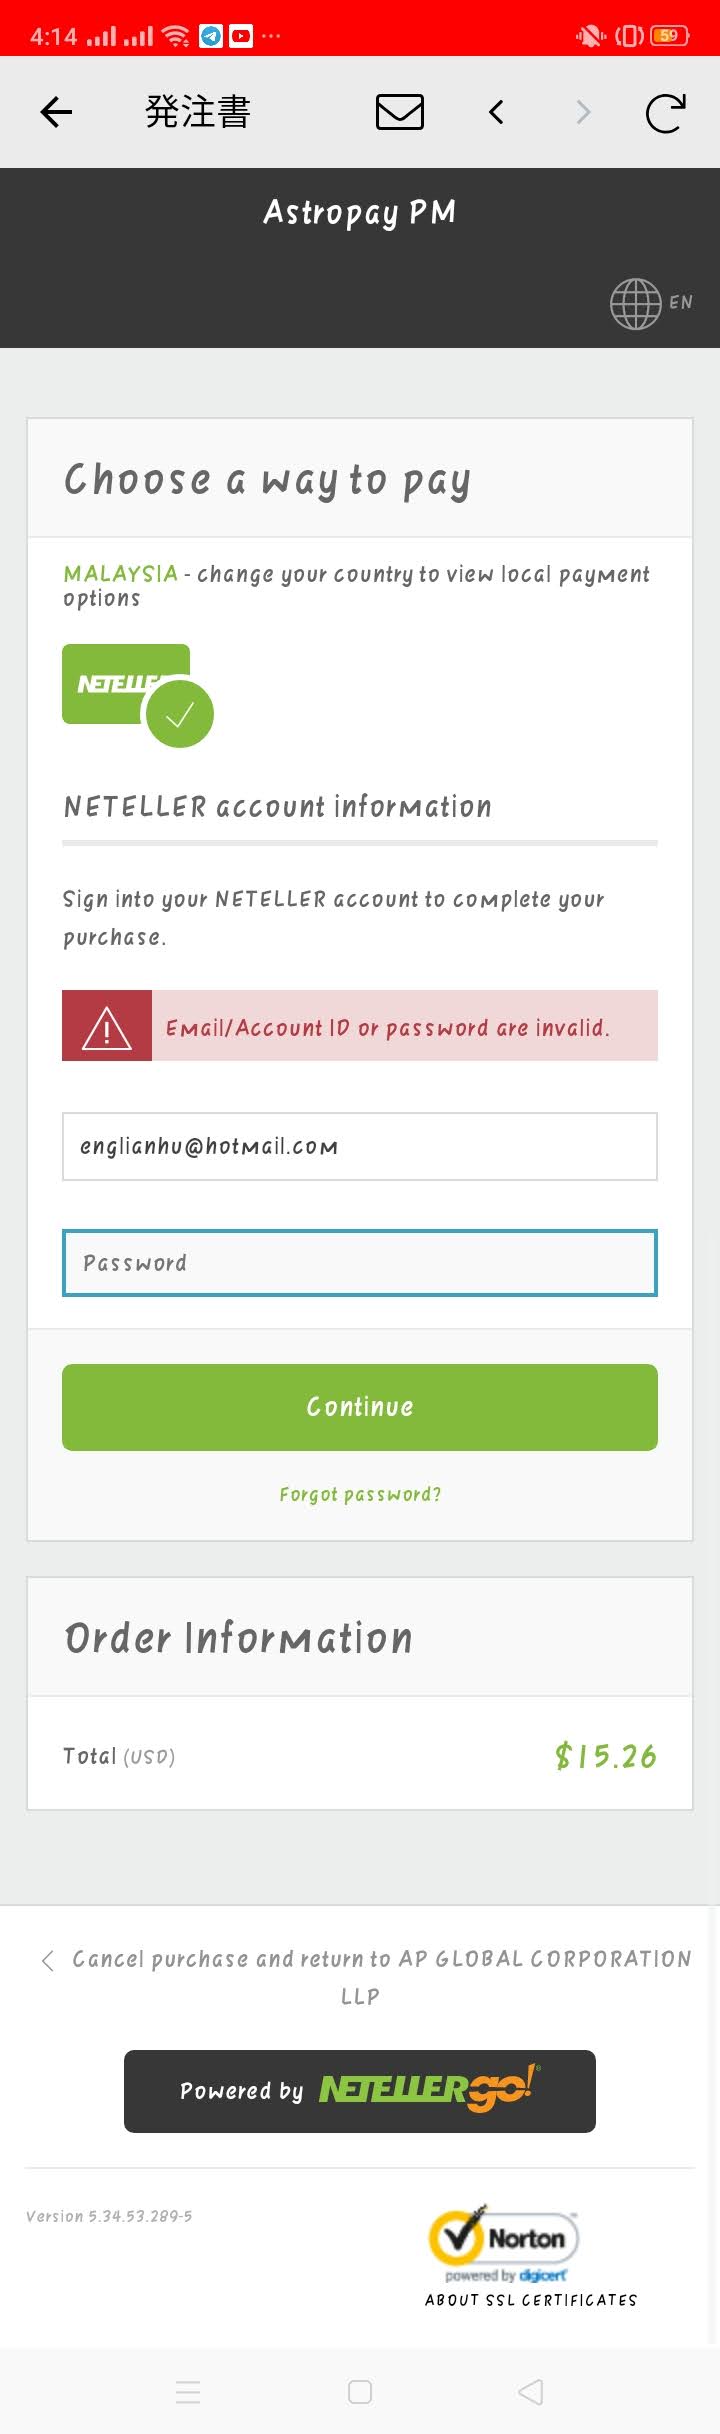 4:14 59
発注書
Astropay PM
EN
Choose a way to pay
MALAYSIA - change your country to view local payment
options
NETELLER account information
Sign into your NETELLER account to complete your
purchase.
Email/Account ID or password are invalid.
englianhu@hotmail.com
Password
Continue
Forgot password?
Order Information
Total (USD) $15.26
Cancel purchase and return to AP GLOBAL CORPORATION
LLP
Powered by NETELLERgo!
Version 5.34.53.289-5
Norton
powered by digicert
ABOUT SSL CERTIFICATES